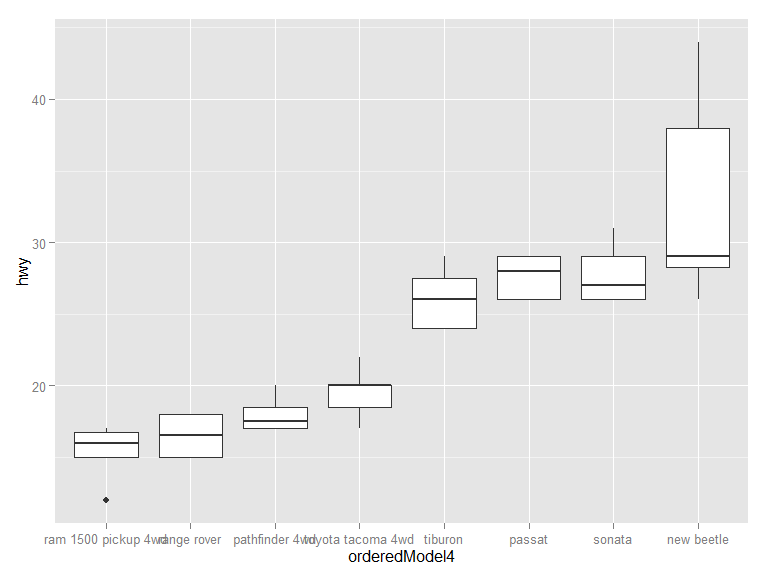 40
30
20
hwy
ram 1500 pickup 4wd range rover pathfinder 4wd toyota tacoma 4wd tiburon passat sonata new beetle
orderedModel4